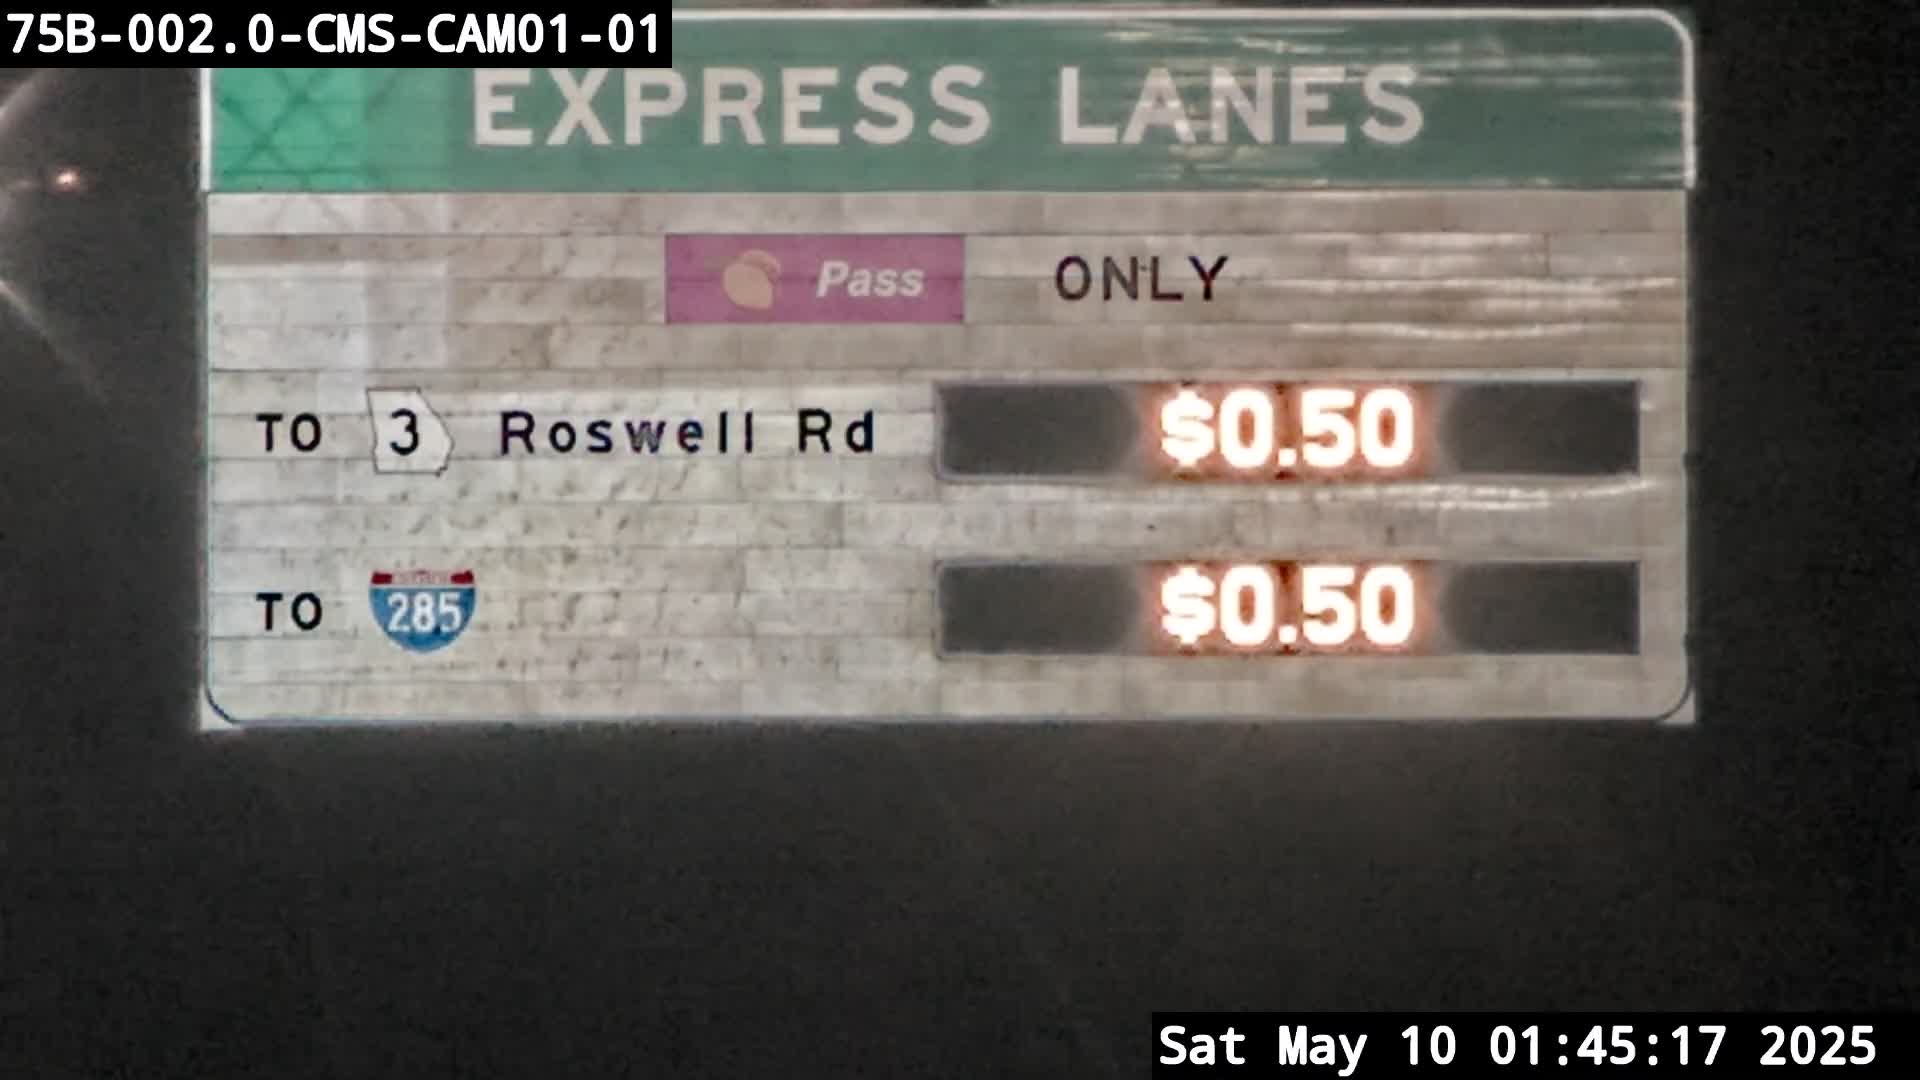 75B-002.0-CMS-CAM01-01
EXPRESS LANES
Pass ONLY
TO 3 Roswell Rd $0.50
TO 285 $0.50
Sat May 10 01:45:17 2025